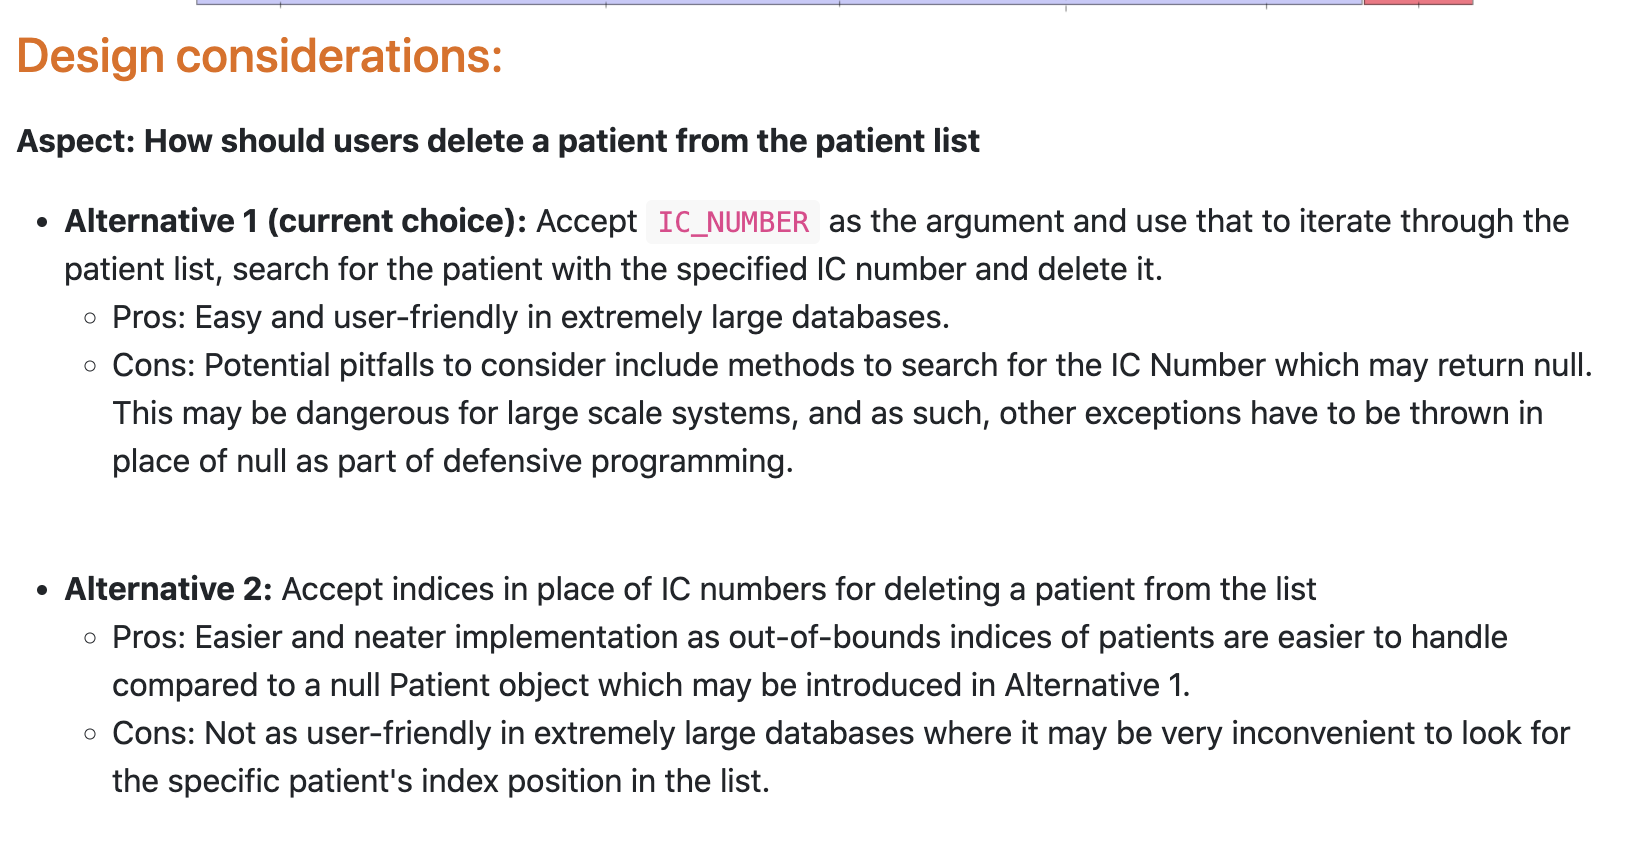 Design considerations:
Aspect: How should users delete a patient from the patient list
Alternative 1 (current choice): Accept IC_NUMBER as the argument and use that to iterate through the
patient list, search for the patient with the specified IC number and delete it.
Pros: Easy and user-friendly in extremely large databases.
Cons: Potential pitfalls to consider include methods to search for the IC Number which may return null.
This may be dangerous for large scale systems, and as such, other exceptions have to be thrown in
place of null as part of defensive programming.
Alternative 2: Accept indices in place of IC numbers for deleting a patient from the list
Pros: Easier and neater implementation as out-of-bounds indices of patients are easier to handle
compared to a null Patient object which may be introduced in Alternative 1.
Cons: Not as user-friendly in extremely large databases where it may be very inconvenient to look for
the specific patient's index position in the list.